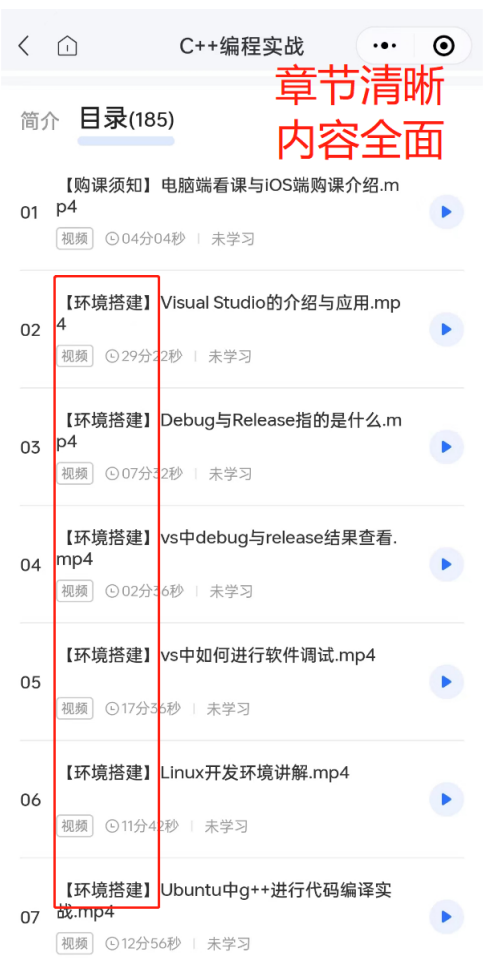 C++编程实战
章节清晰
内容全面
简介 目录(185)
【购课须知】电脑端看课与iOS端购课介绍.m
p4
01
视频 04分04秒 未学习
【环境搭建】Visual Studio的介绍与应用.mp
4
02
视频 29分22秒 未学习
【环境搭建】Debug与Release指的是什么.m
p4
03
视频 07分32秒 未学习
【环境搭建】vs中debug与release结果查看.
mp4
04
视频 02分36秒 未学习
【环境搭建】vs中如何进行软件调试.mp4
05
视频 17分36秒 未学习
【环境搭建】Linux开发环境讲解.mp4
06
视频 11分42秒 未学习
【环境搭建】Ubuntu中g++进行代码编译实
战.mp4
07
视频 12分56秒 未学习